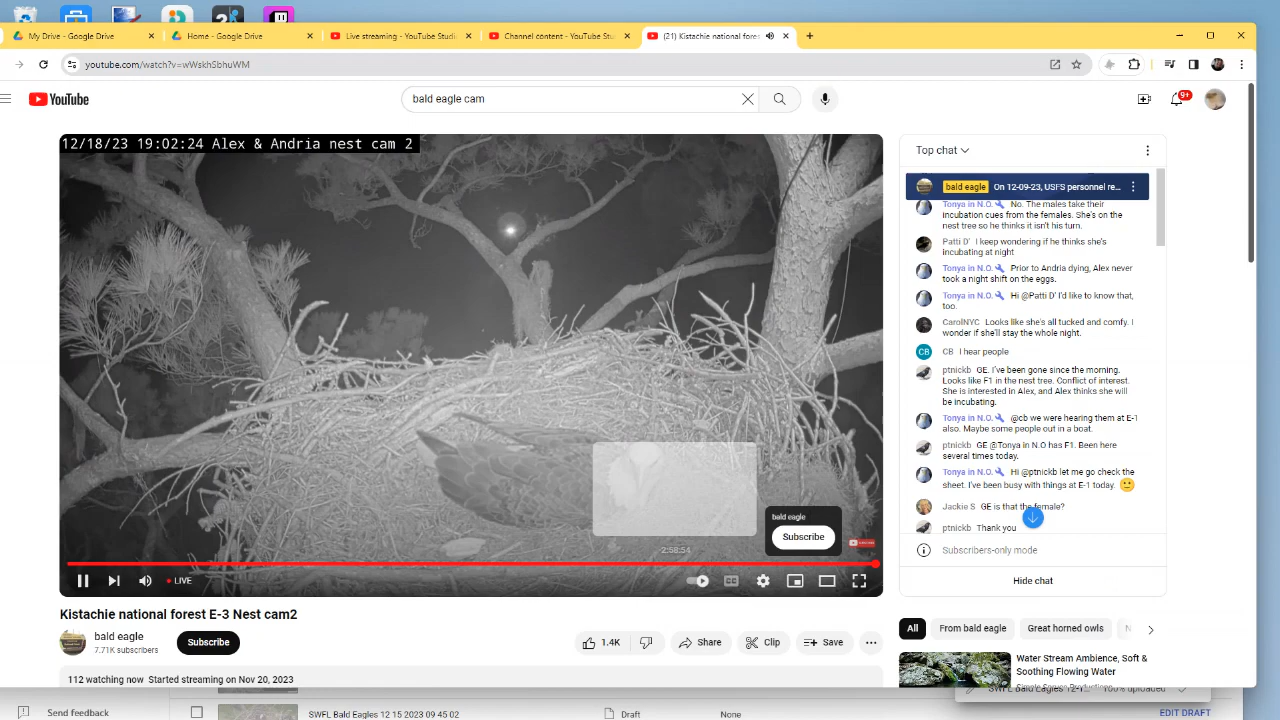 My Drive - Google Drive
Home - Google Drive
Live streaming - YouTube Studi
Channel content - YouTube Stu
(21) Kistachie national fores
youtube.com/watch?v=wWskhSbhuWM
YouTube
bald eagle cam
9+
12/18/23 19:02:24 Alex & Andria nest cam 2
bald eagle
Subscribe
-2:58:54
LIVE
Kistachie national forest E-3 Nest cam2
bald eagle
7.71K subscribers
Subscribe
1.4K
Share
Clip
Save
112 watching now Started streaming on Nov 20, 2023
Top chat
bald eagle On 12-09-23, USFS personnel re...
Tonya in N.O. No. The males take their
incubation cues from the females. She's on the
nest tree so he thinks it isn't his turn.
Patti D' I keep wondering if he thinks she's
incubating at night
Tonya in N.O. Prior to Andria dying, Alex never
took a night shift on the eggs.
Tonya in N.O. Hi @Patti D' I'd like to know that,
too.
CarolNYC Looks like she's all tucked and comfy. I
wonder if she'll stay the whole night.
CB CB I hear people
ptnickb GE. I've been gone since the morning.
Looks like F1 in the nest tree. Conflict of interest.
She is interested in Alex, and Alex thinks she will
be incubating.
Tonya in N.O. @cb we were hearing them at E-1
also. Maybe some people out in a boat.
ptnickb GE @Tonya in N.O has F1. Been here
several times today.
Tonya in N.O. Hi @ptnickb let me go check the
sheet. I've been busy with things at E-1 today.
Jackie S GE is that the female?
ptnickb Thank you
Subscribers-only mode
Hide chat
All
From bald eagle
Great horned owls
Water Stream Ambience, Soft &
Soothing Flowing Water
Send feedback
SWFL Bald Eagles 12 15 2023 09 45 02
Draft
None
100% uploaded
EDIT DRAFT